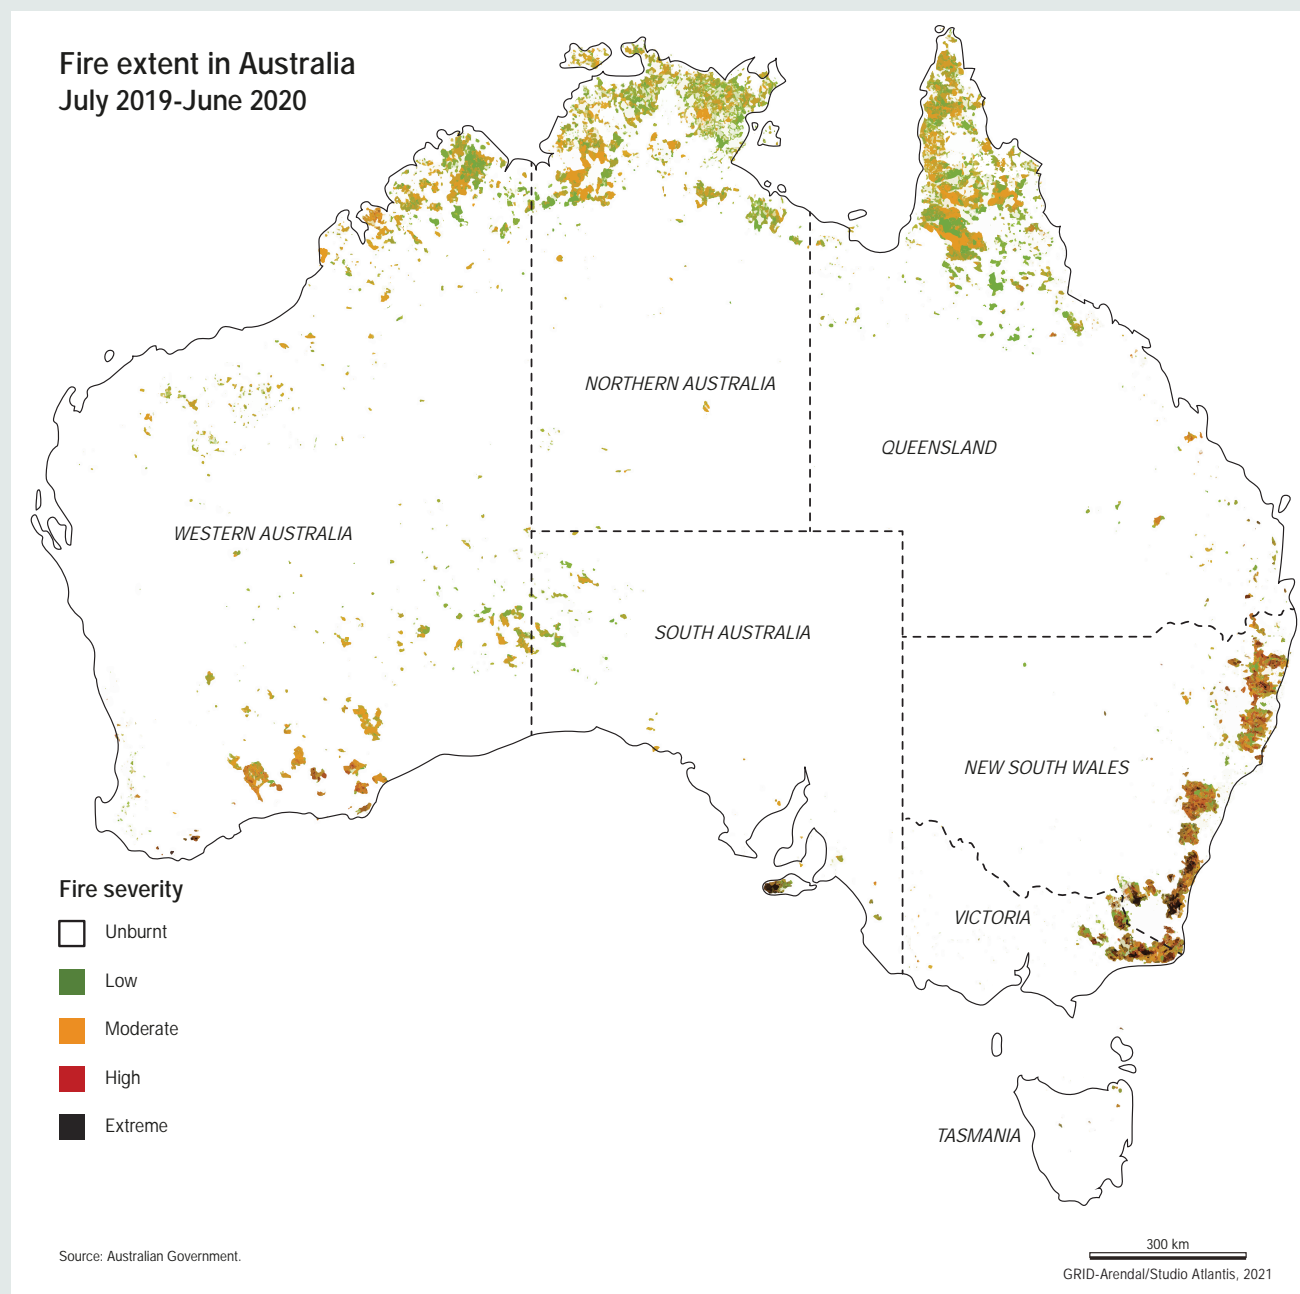 Fire extent in Australia
July 2019-June 2020
NORTHERN AUSTRALIA
QUEENSLAND
WESTERN AUSTRALIA
SOUTH AUSTRALIA
NEW SOUTH WALES
VICTORIA
TASMANIA
Fire severity
Unburnt
Low
Moderate
High
Extreme
Source: Australian Government.
300 km
GRID-Arendal/Studio Atlantis, 2021